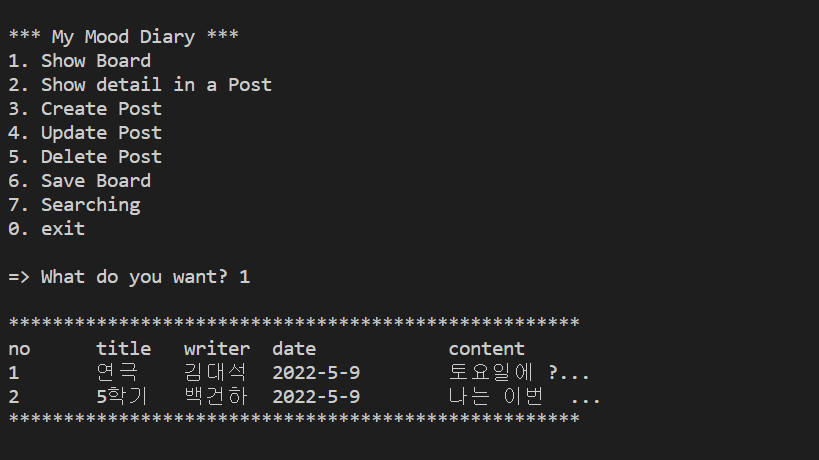 *** My Mood Diary ***
1. Show Board
2. Show detail in a Post
3. Create Post
4. Update Post
5. Delete Post
6. Save Board
7. Searching
0. exit
=> What do you want? 1
****************************************************
no title writer date content
1 연극 김대석 2022-5-9 토요일에 ?...
2 5학기 백건하 2022-5-9 나는 이번 ...
****************************************************